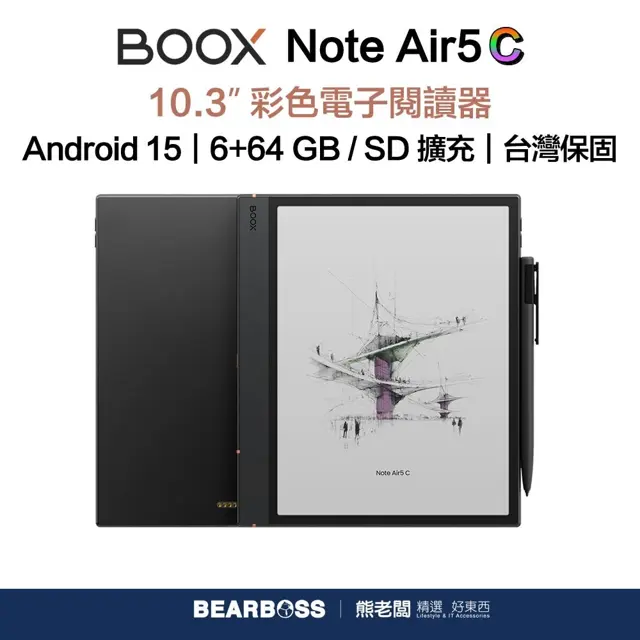 BOOX Note Air5 C
10.3" 彩色電子閱讀器
Android 15 | 6+64 GB / SD 擴充 | 台灣保固
BOOX
Note Air5 C
BEARBOSS | 熊老闆 精選 好東西
Lifestyle & IT Accessories